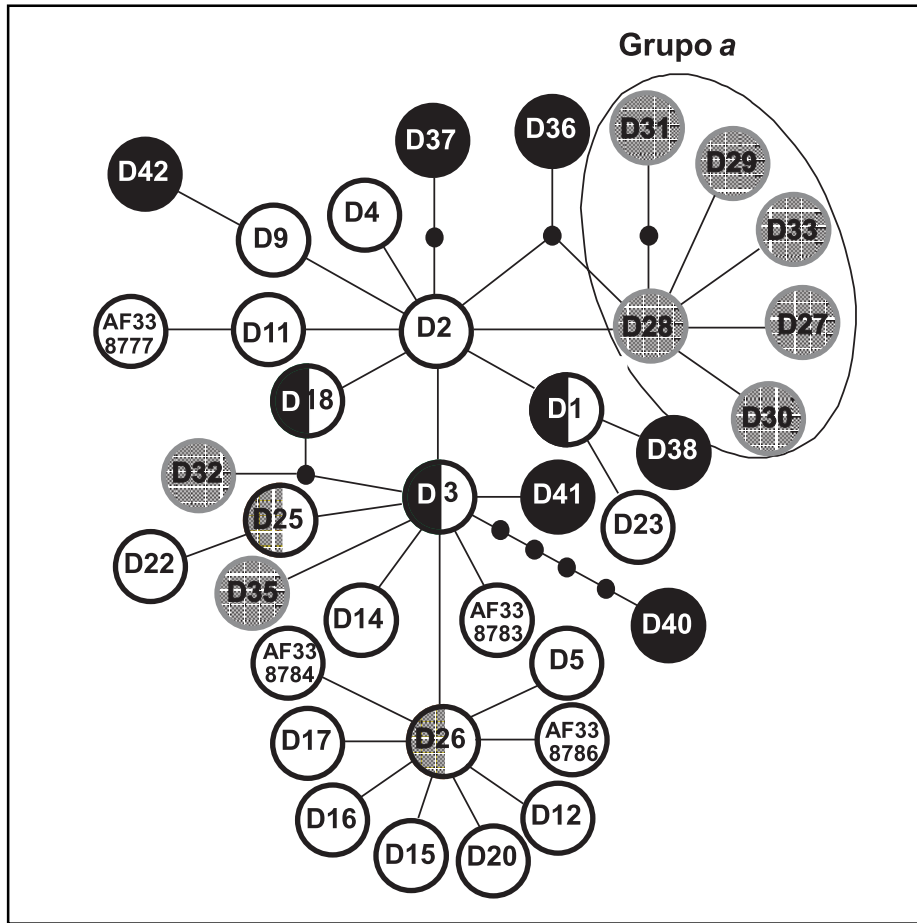 Grupo a
D31
D37
D36
D29
D42
D4
D33
D9
D2
D28
D27
AF33
8777
D11
D18
D1
D30
D38
D32
D3
D41
D25
D23
D22
D35
D14
AF33
8783
D40
AF33
8784
D5
D17
D26
AF33
8786
D16
D12
D15
D20